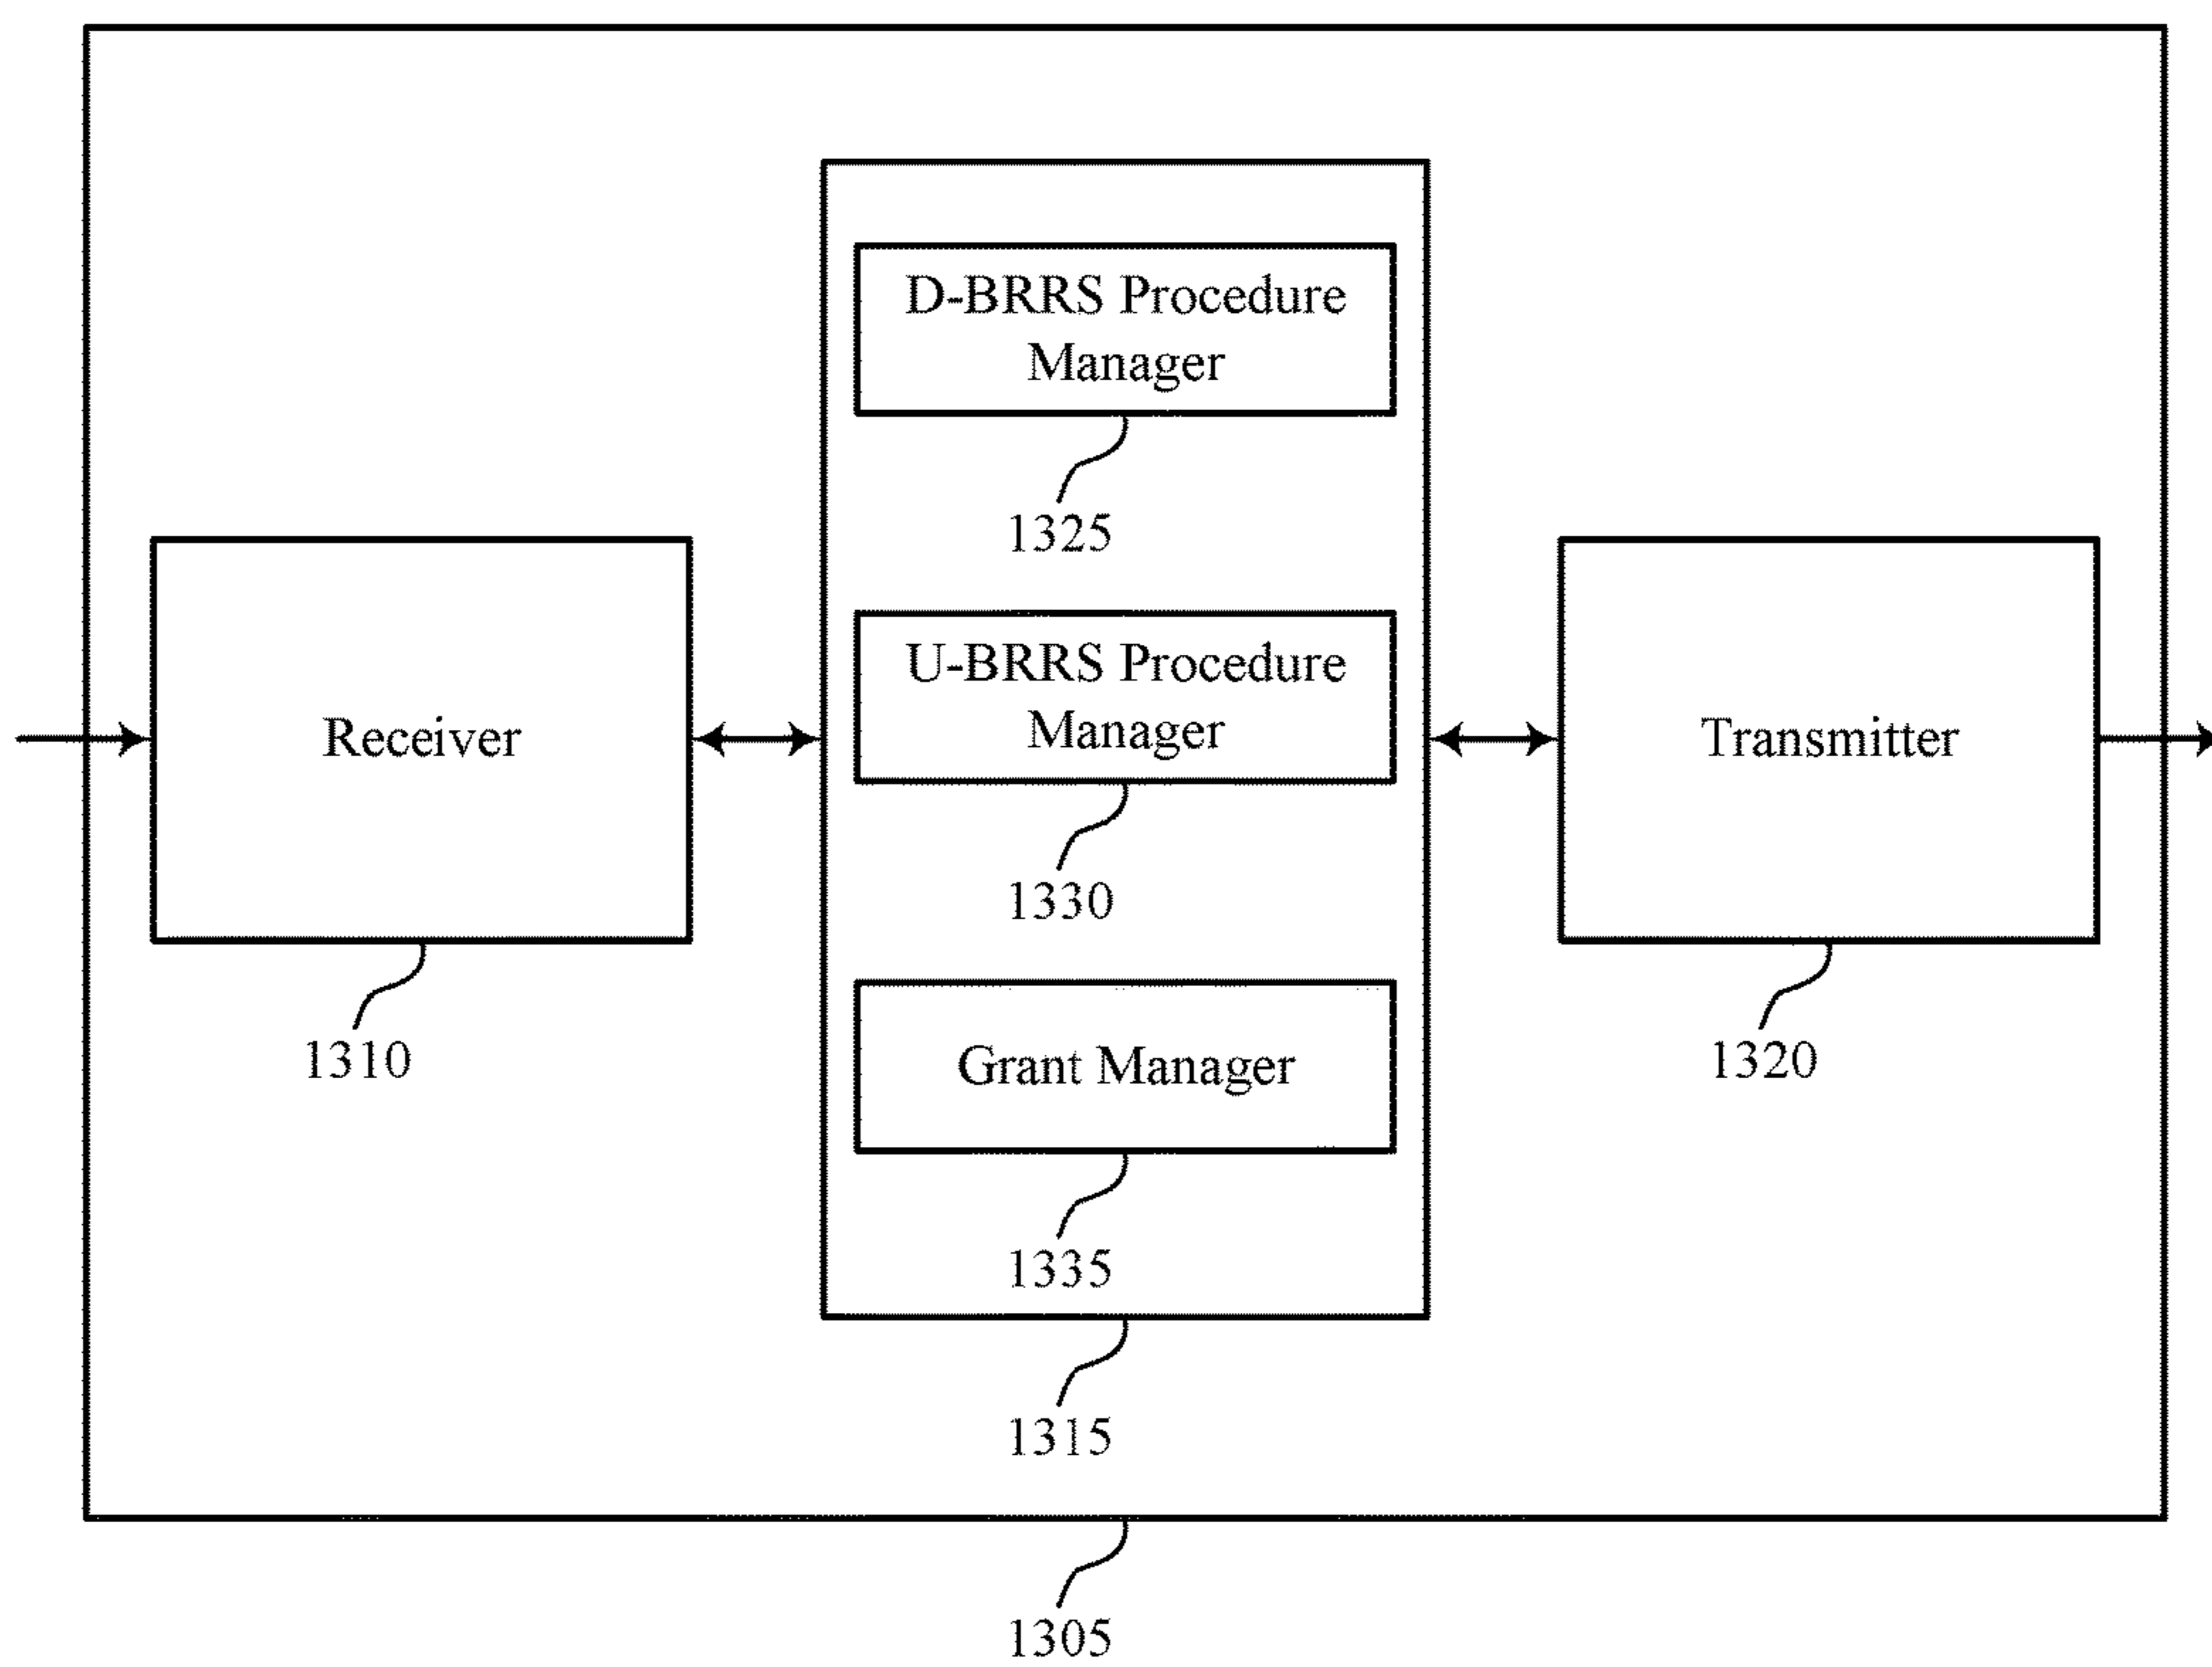 D-BRRS Procedure
Manager
1325
U-BRRS Procedure
Manager
1330
Receiver
1310
Transmitter
1320
Grant Manager
1335
1315
1305